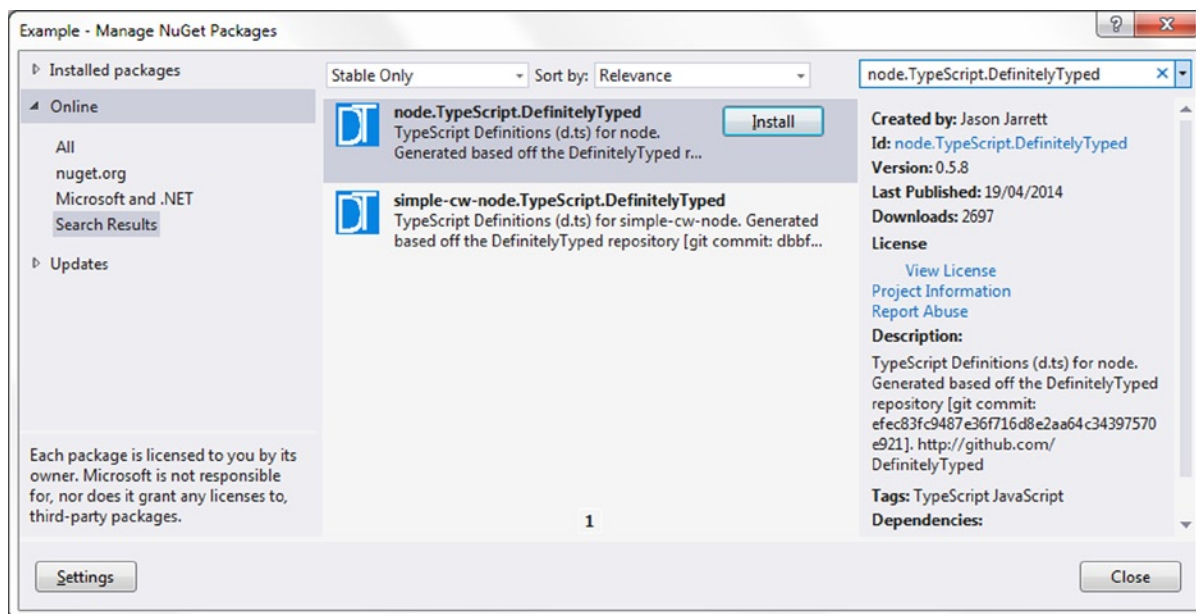 Example - Manage NuGet Packages
Installed packages
Online
All
nuget.org
Microsoft and .NET
Search Results
Updates
Each package is licensed to you by its
owner. Microsoft is not responsible
for, nor does it grant any licenses to,
third-party packages.
Settings
Stable Only
Sort by: Relevance
DT
node.TypeScript.DefinitelyTyped
Install
TypeScript Definitions (d.ts) for node.
Generated based off the DefinitelyTyped r...
DT
simple-cw-node.TypeScript.DefinitelyTyped
TypeScript Definitions (d.ts) for simple-cw-node. Generated
based off the DefinitelyTyped repository [git commit: dbbf...
1
node.TypeScript.DefinitelyTyped
Created by: Jason Jarrett
Id: node.TypeScript.DefinitelyTyped
Version: 0.5.8
Last Published: 19/04/2014
Downloads: 2697
License
View License
Project Information
Report Abuse
Description:
TypeScript Definitions (d.ts) for node.
Generated based off the DefinitelyTyped
repository [git commit:
efec83fc9487e36f716d8e2aa64c34397570
e921]. http://github.com/
DefinitelyTyped
Tags: TypeScript JavaScript
Dependencies:
Close